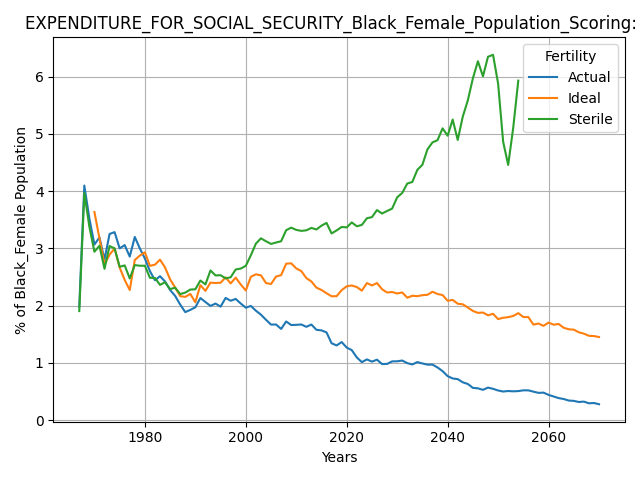 EXPENDITURE_FOR_SOCIAL_SECURITY_Black_Female_Population_Scoring:
Fertility
Actual
Ideal
Sterile
% of Black_Female Population
6
5
4
3
2
1
0
1980
2000
2020
2040
2060
Years